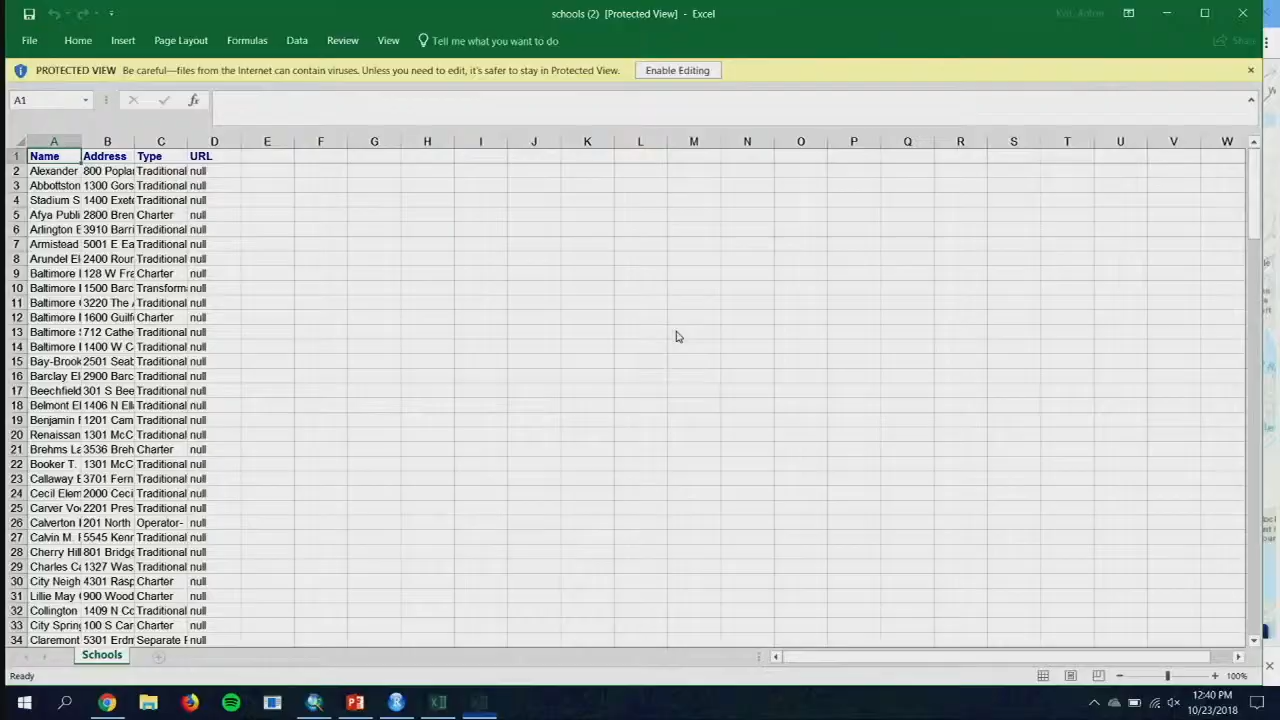 schools (2) [Protected View] - Excel
File Home Insert Page Layout Formulas Data Review View Tell me what you want to do Share
PROTECTED VIEW Be careful—files from the Internet can contain viruses. Unless you need to edit, it's safer to stay in Protected View. Enable Editing
A1 fx
A B C D E F G H I J K L M N O P Q R S T U V W
1 Name Address Type URL
2 Alexander 800 Popla Traditional null
3 Abbottston 1300 Gors Traditional null
4 Stadium S 1400 Exete Traditional null
5 Afya Publi 2800 Bren Charter null
6 Arlington E 3910 Barri Traditional null
7 Armistead 5001 E Ea Traditional null
8 Arundel El 2400 Roun Traditional null
9 Baltimore I 128 W Fra Charter null
10 Baltimore I 1500 Barc Transforma null
11 Baltimore 3220 The A Traditional null
12 Baltimore I 1600 Guilf Charter null
13 Baltimore 712 Cathe Traditional null
14 Baltimore I 1400 W C Traditional null
15 Bay-Brook 2501 Seab Traditional null
16 Barclay El 2900 Barc Traditional null
17 Beechfield 301 S Bee Traditional null
18 Belmont El 1406 N Ell Traditional null
19 Benjamin F 1201 Cam Traditional null
20 Renaissan 1301 McC Traditional null
21 Brehms La 3536 Breh Charter null
22 Booker T. 1301 McC Traditional null
23 Callaway E 3701 Fern Traditional null
24 Cecil Elem 2000 Ceci Traditional null
25 Carver Vo 2201 Pres Traditional null
26 Calverton 201 North Operator- null
27 Calvin M. 5545 Kenn Traditional null
28 Cherry Hill 801 Bridge Traditional null
29 Charles Ca 1327 Was Traditional null
30 City Neigh 4301 Rasp Charter null
31 Lillie May 900 Wood Charter null
32 Collington 1409 N Co Traditional null
33 City Spring 100 S Car Charter null
34 Claremont 5301 Erdm Separate null
Schools
Ready 100%
12:40 PM
10/23/2018